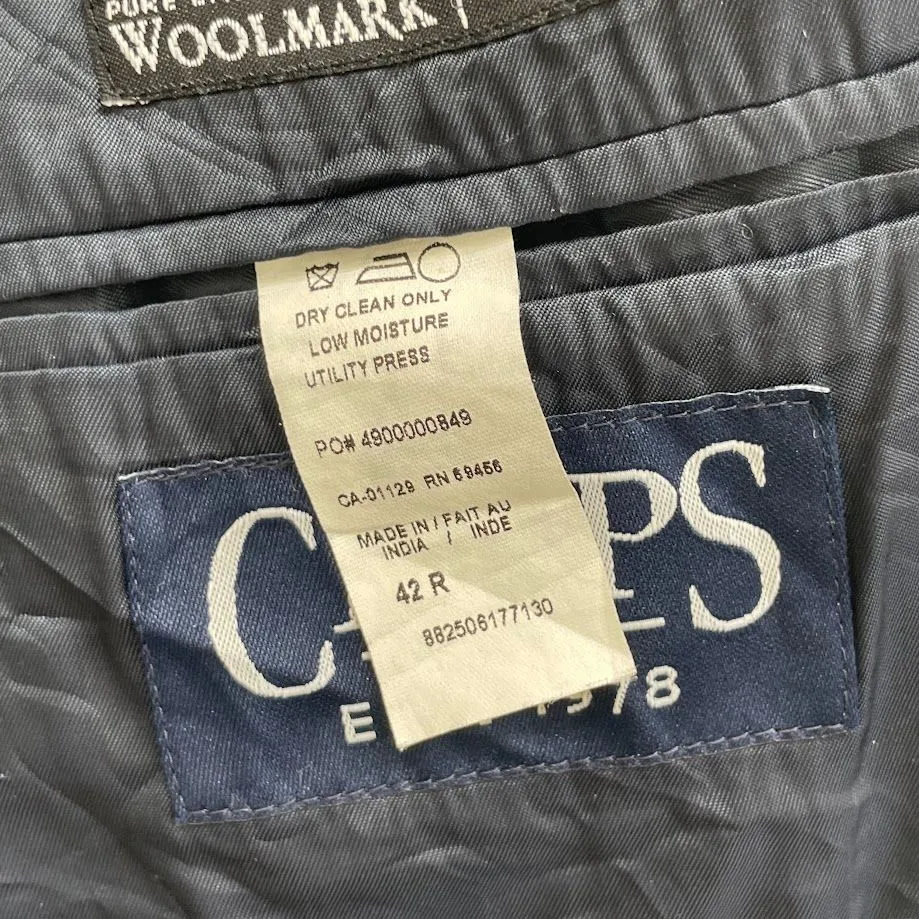 WOOLMARK
DRY CLEAN ONLY
LOW MOISTURE
UTILITY PRESS
PO# 4900000849
CA-01129 RN 69456
MADE IN / FAIT AU
INDIA / INDE
42 R
882506177130
C PS
E 1978